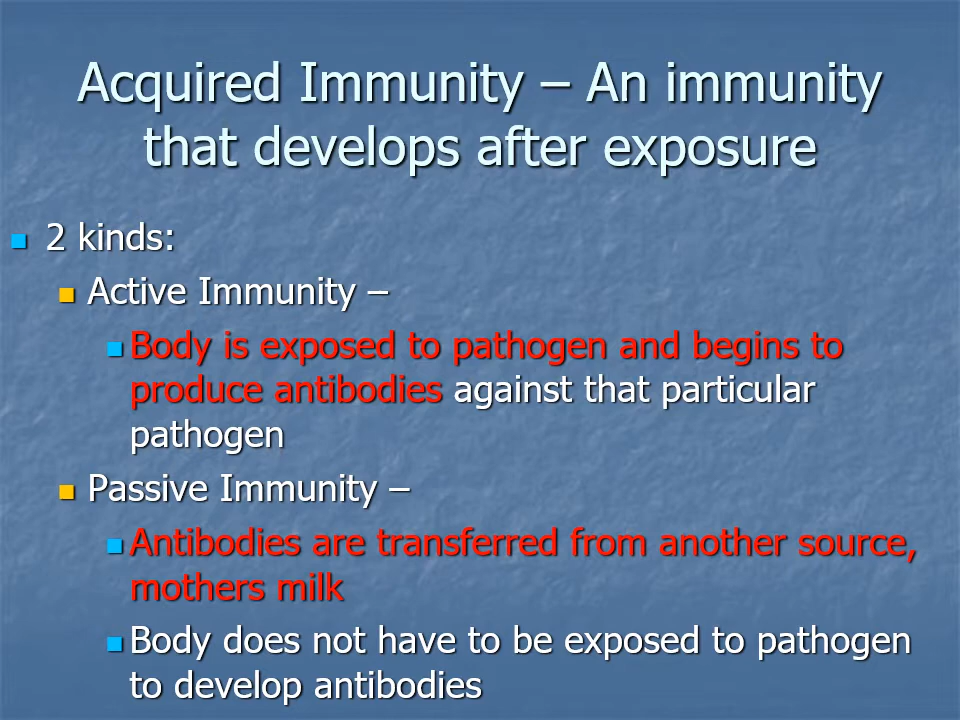 Acquired Immunity – An immunity
that develops after exposure
2 kinds:
Active Immunity –
Body is exposed to pathogen and begins to
produce antibodies against that particular
pathogen
Passive Immunity –
Antibodies are transferred from another source,
mothers milk
Body does not have to be exposed to pathogen
to develop antibodies